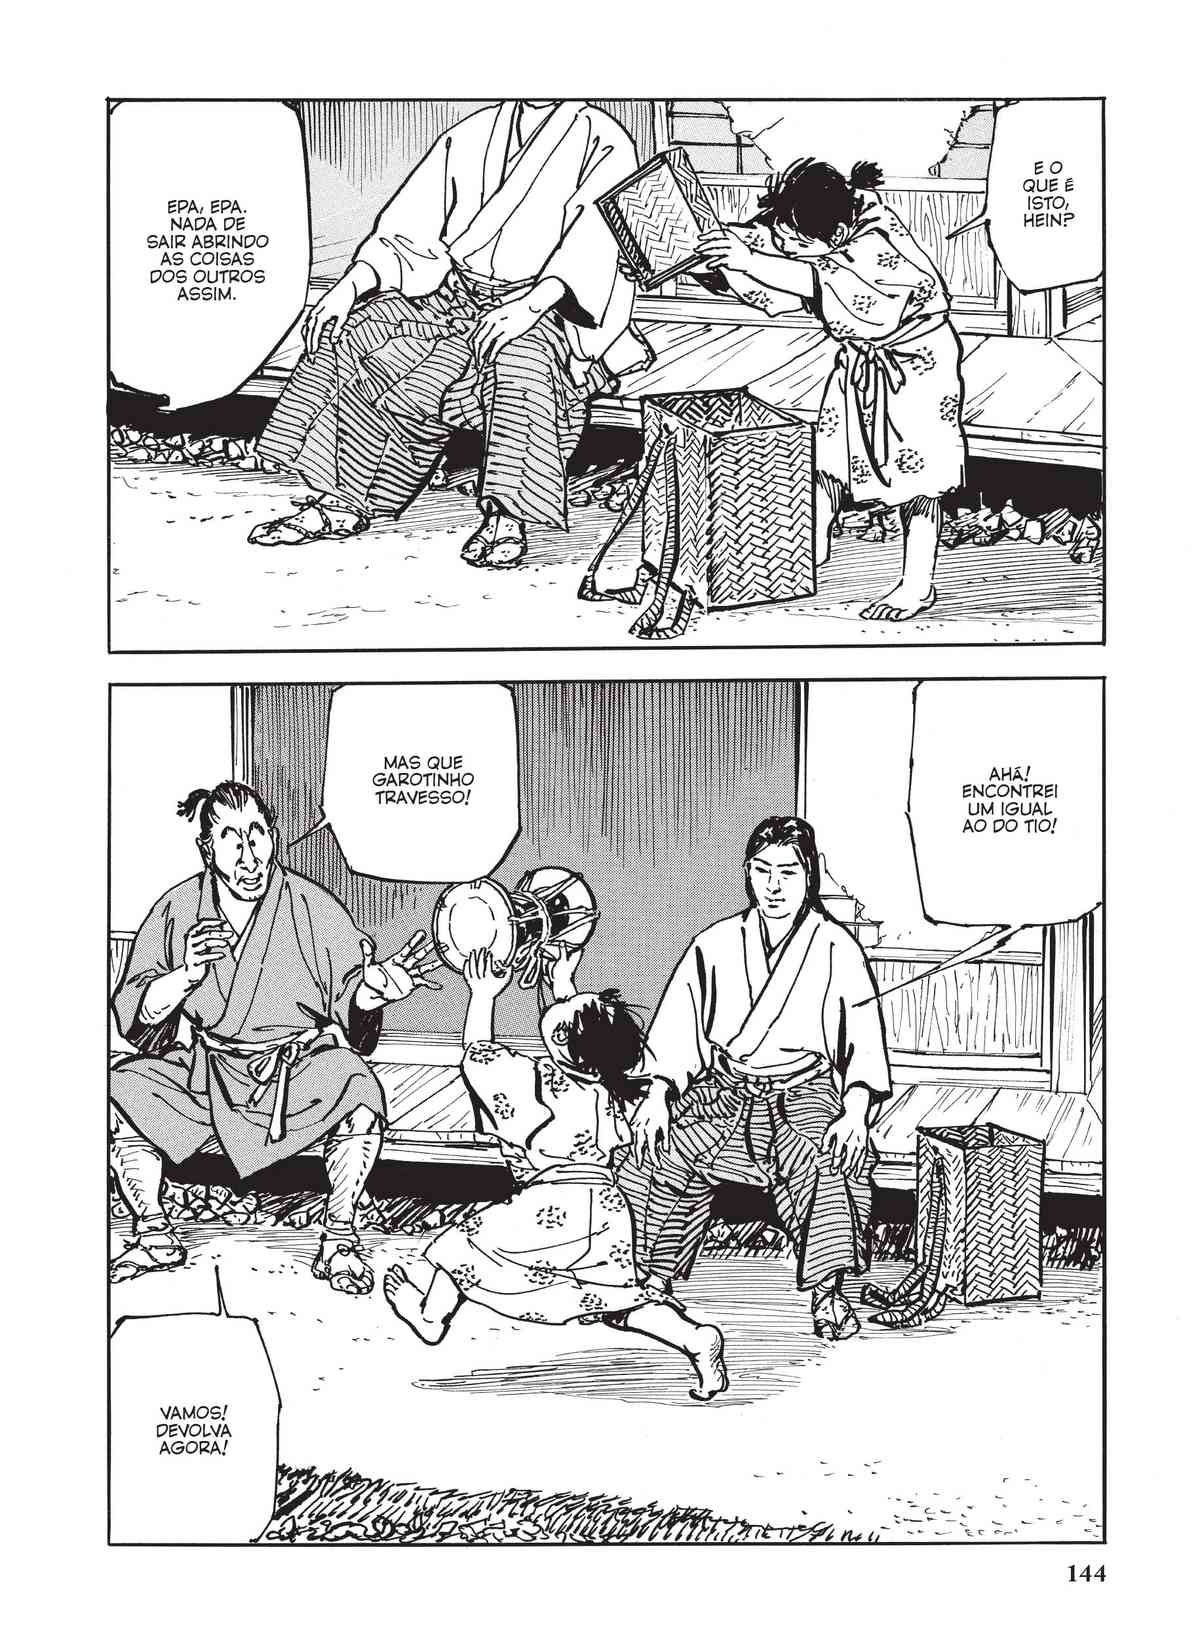 E O
QUE É
ISTO,
HEIN?
EPA, EPA.
NADA DE
SAIR ABRINDO
AS COISAS
DOS OUTROS
ASSIM.
AHÃ!
ENCONTREI
UM IGUAL
AO DO TIO!
MAS QUE
GAROTINHO
TRAVESSO!
VAMOS!
DEVOLVA
AGORA!
144